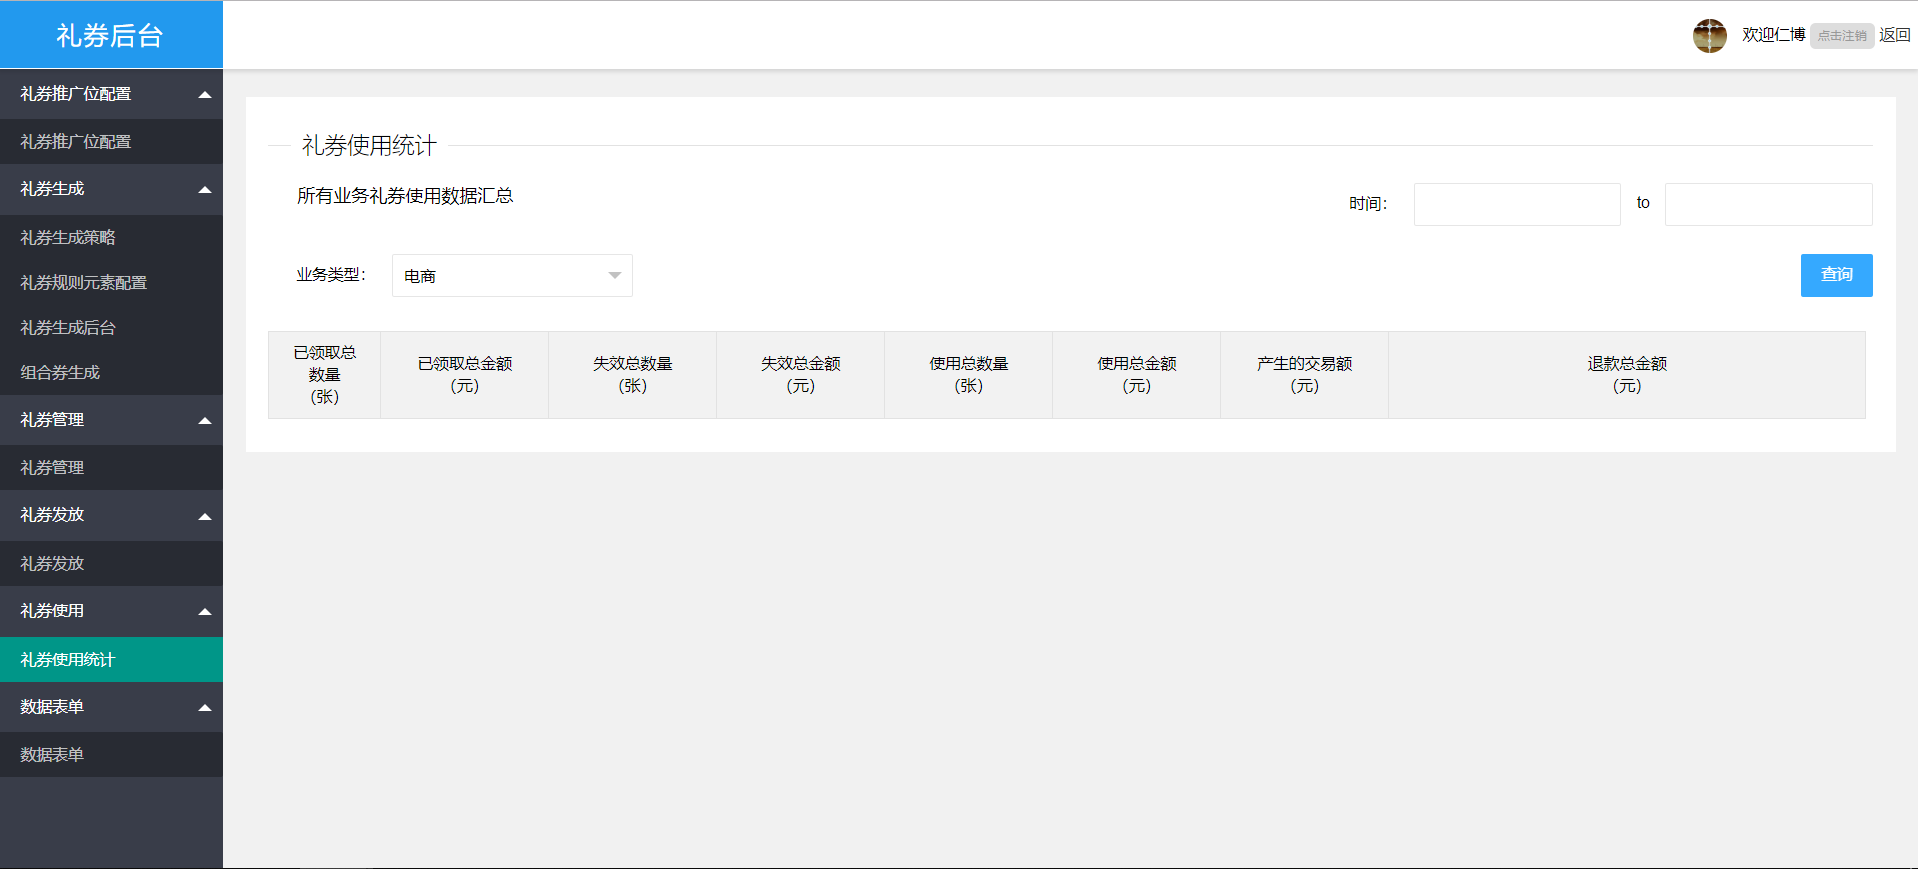 礼券后台
欢迎仁博 点击注销 返回
礼券推广位配置
礼券推广位配置
礼券生成
礼券生成策略
礼券规则元素配置
礼券生成后台
组合券生成
礼券管理
礼券管理
礼券发放
礼券发放
礼券使用
礼券使用统计
数据表单
数据表单
礼券使用统计
所有业务礼券使用数据汇总
时间: to
业务类型: 电商
查询
已领取总
数量
(张)
已领取总金额
(元)
失效总数量
(张)
失效总金额
(元)
使用总数量
(张)
使用总金额
(元)
产生的交易额
(元)
退款总金额
(元)